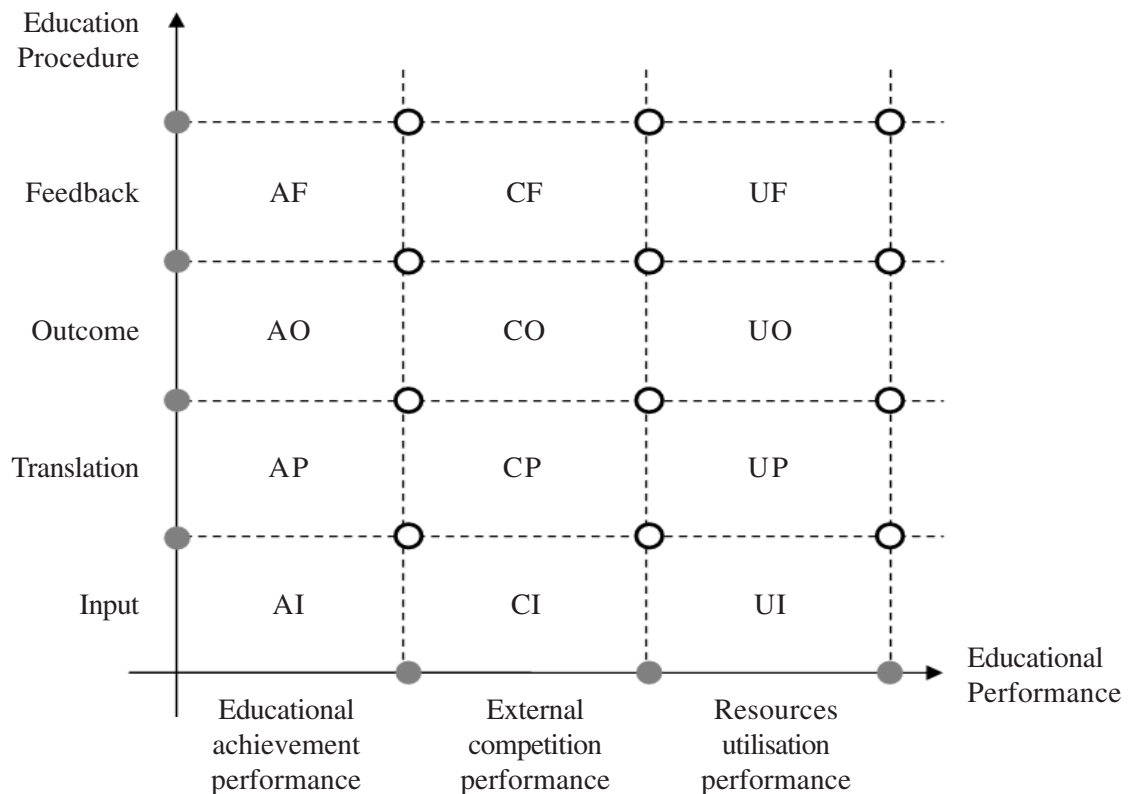 Education
Procedure
Feedback AF CF UF
Outcome AO CO UO
Translation AP CP UP
Input AI CI UI
Educational
Performance
Educational
achievement
performance
External
competition
performance
Resources
utilisation
performance